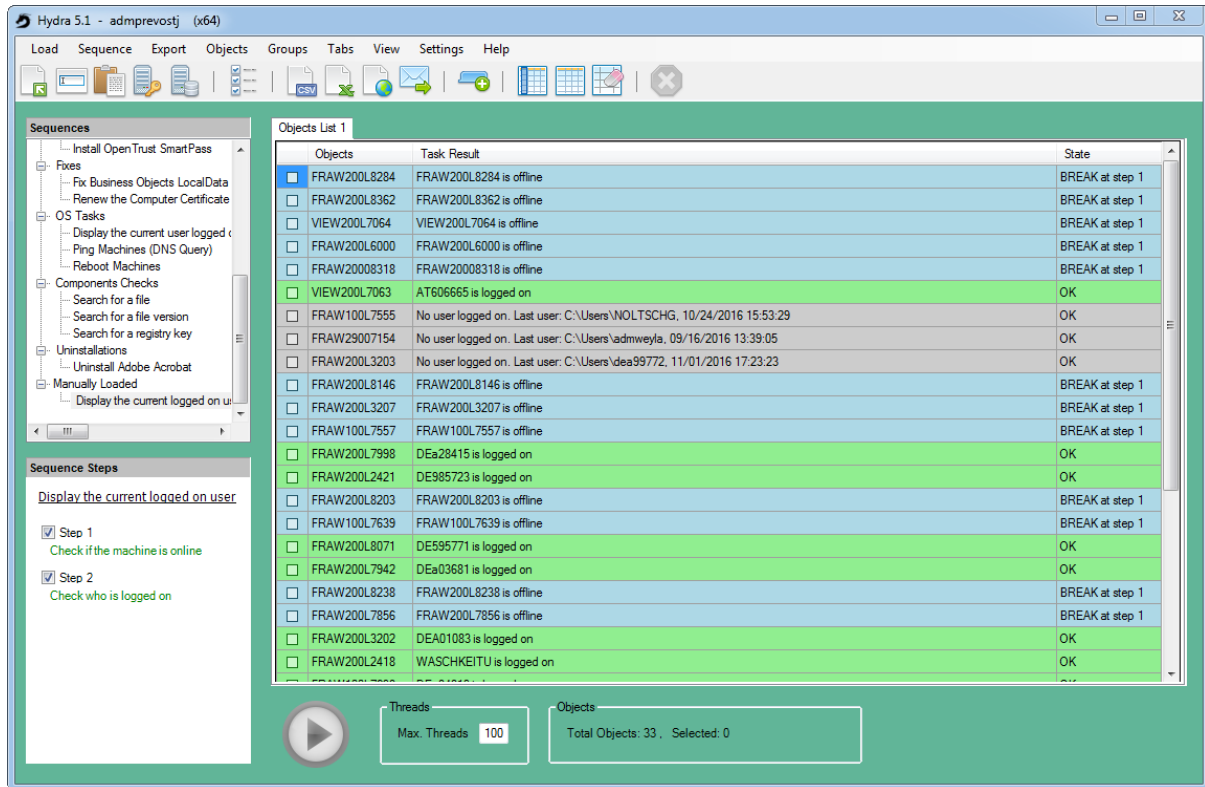 Hydra 5.1 - admprevostj (x64)
Load Sequence Export Objects Groups Tabs View Settings Help
CSV
Sequences
Install OpenTrust SmartPass
Fixes
Fix Business Objects LocalData
Renew the Computer Certificate
OS Tasks
Display the current user logged
Ping Machines (DNS Query)
Reboot Machines
Components Checks
Search for a file
Search for a file version
Search for a registry key
Uninstallations
Uninstall Adobe Acrobat
Manually Loaded
Display the current logged on
Sequence Steps
Display the current logged on user
Step 1
Check if the machine is online
Step 2
Check who is logged on
Objects List 1
Objects Task Result State
FRAW200L8284 FRAW200L8284 is offline BREAK at step 1
FRAW200L8362 FRAW200L8362 is offline BREAK at step 1
VIEW200L7064 VIEW200L7064 is offline BREAK at step 1
FRAW200L6000 FRAW200L6000 is offline BREAK at step 1
FRAW20008318 FRAW20008318 is offline BREAK at step 1
VIEW200L7063 AT606665 is logged on OK
FRAW100L7555 No user logged on. Last user: C:\Users\NOLTSCHG, 10/24/2016 15:53:29 OK
FRAW29007154 No user logged on. Last user: C:\Users\admweyla, 09/16/2016 13:39:05 OK
FRAW200L3203 No user logged on. Last user: C:\Users\dea99772, 11/01/2016 17:23:23 OK
FRAW200L8146 FRAW200L8146 is offline BREAK at step 1
FRAW200L3207 FRAW200L3207 is offline BREAK at step 1
FRAW100L7557 FRAW100L7557 is offline BREAK at step 1
FRAW200L7998 DEa28415 is logged on OK
FRAW200L2421 DE985723 is logged on OK
FRAW200L8203 FRAW200L8203 is offline BREAK at step 1
FRAW100L7639 FRAW100L7639 is offline BREAK at step 1
FRAW200L8071 DE595771 is logged on OK
FRAW200L7942 DEa03681 is logged on OK
FRAW200L8238 FRAW200L8238 is offline BREAK at step 1
FRAW200L7856 FRAW200L7856 is offline BREAK at step 1
FRAW200L3202 DEA01083 is logged on OK
FRAW200L2418 WASCHKEITU is logged on OK
Threads
Max. Threads 100
Objects
Total Objects: 33 , Selected: 0